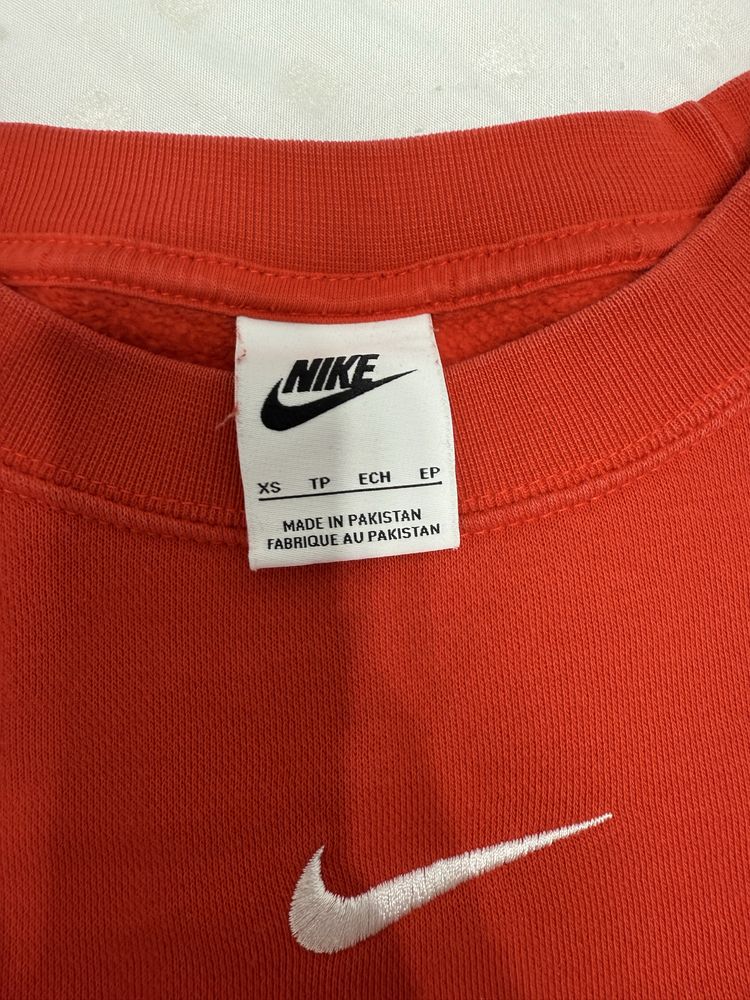 NIKE
XS TP ECH EP
MADE IN PAKISTAN
FABRIQUE AU PAKISTAN